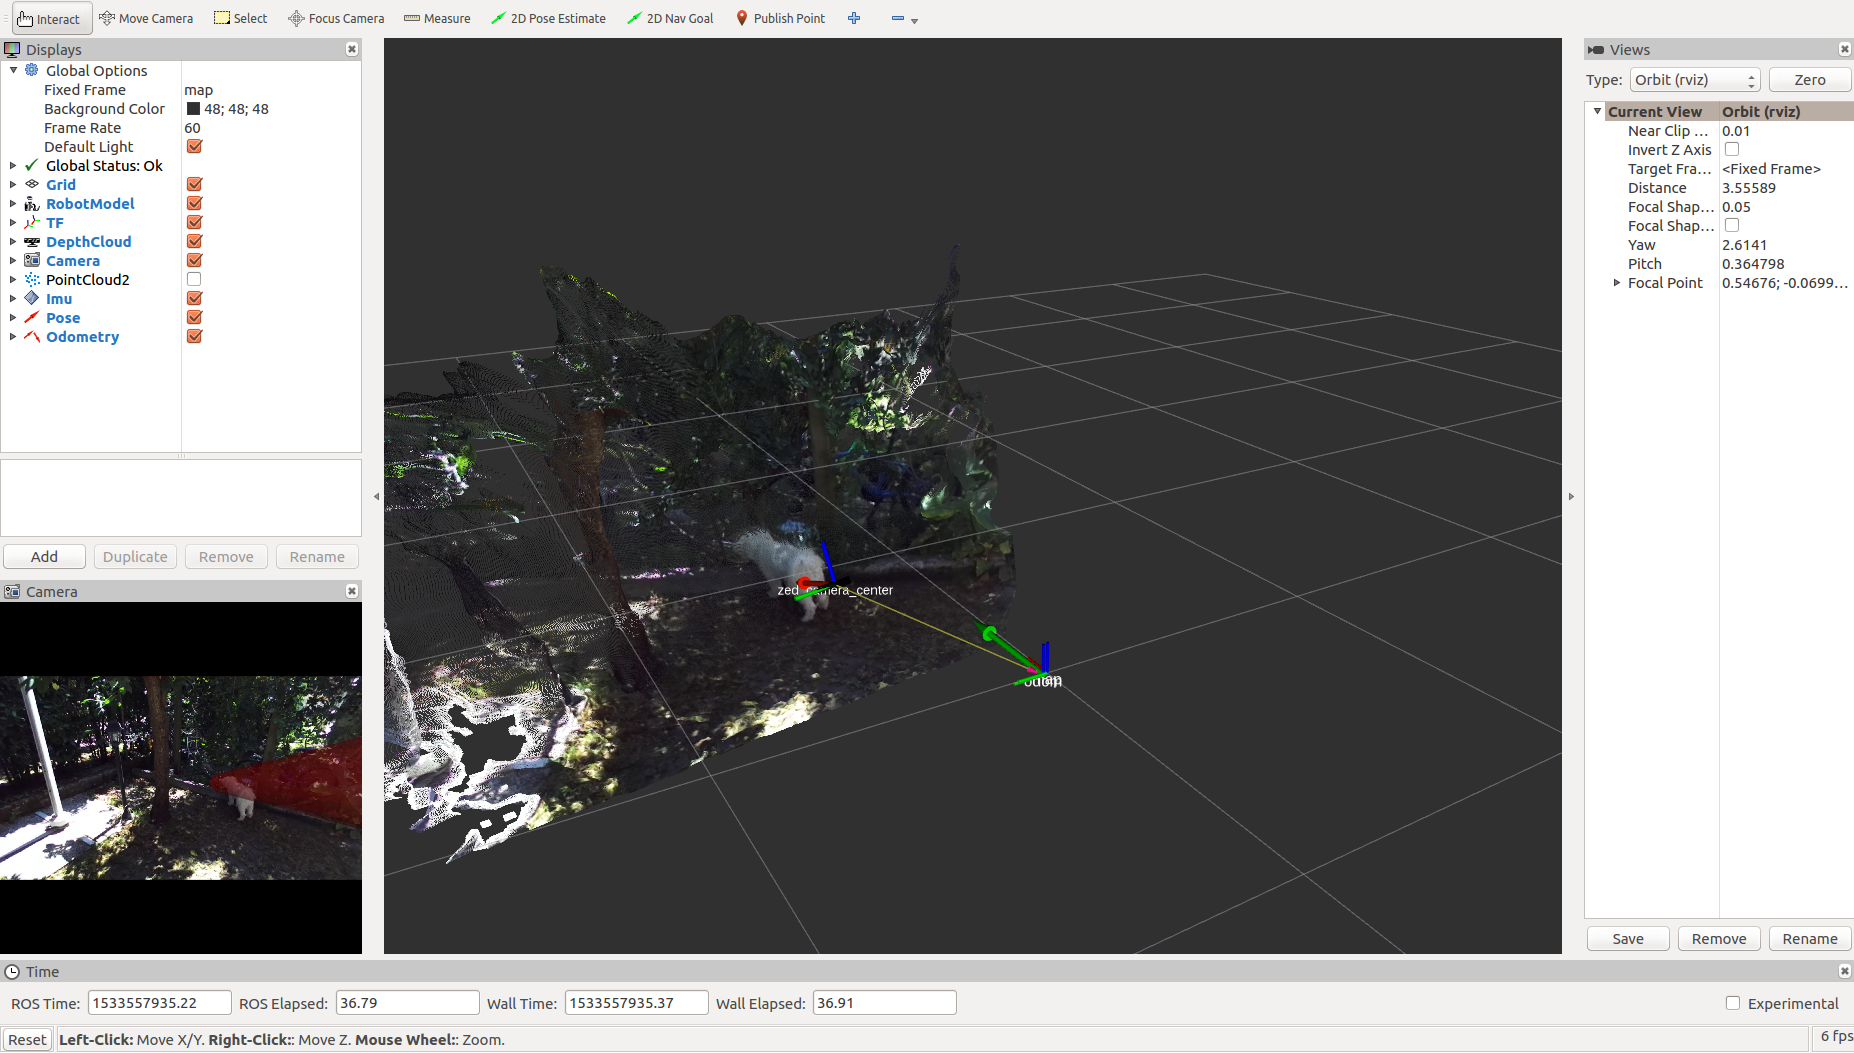 Interact Move Camera Select Focus Camera Measure 2D Pose Estimate 2D Nav Goal Publish Point
Displays
Global Options
Fixed Frame map
Background Color 48; 48; 48
Frame Rate 60
Default Light
Global Status: Ok
Grid
RobotModel
TF
DepthCloud
Camera
PointCloud2
Imu
Pose
Odometry
Add Duplicate Remove Rename
Camera
zed_camera_center
odom
map
Views
Type: Orbit (rviz) Zero
Current View Orbit (rviz)
Near Clip ... 0.01
Invert Z Axis
Target Fra... <Fixed Frame>
Distance 3.55589
Focal Shap... 0.05
Focal Shap...
Yaw 2.6141
Pitch 0.364798
Focal Point 0.54676; -0.0699...
Save Remove Rename
Time
ROS Time: 1533557935.22 ROS Elapsed: 36.79 Wall Time: 1533557935.37 Wall Elapsed: 36.91 Experimental
Reset Left-Click: Move X/Y. Right-Click:: Move Z. Mouse Wheel:: Zoom. 6 fps